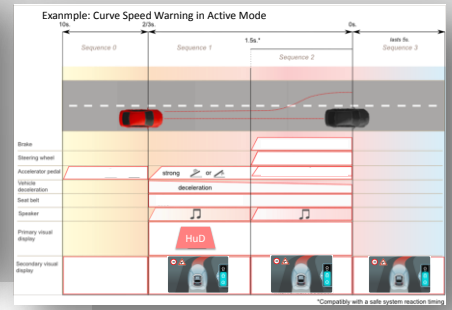 Examnple: Curve Speed Warning in Active Mode
10s.
2/3s.
0s.
1.5s.*
lasts 5s.
Sequence 0
Sequence 1
Sequence 2
Sequence 3
Brake
Steering wheel
Accelerator pedal
strong
or
Vehicle deceleration
deceleration
Seat belt
Speaker
Primary visual display
HuD
Secondary visual display
*Compatibly with a safe system reaction timing